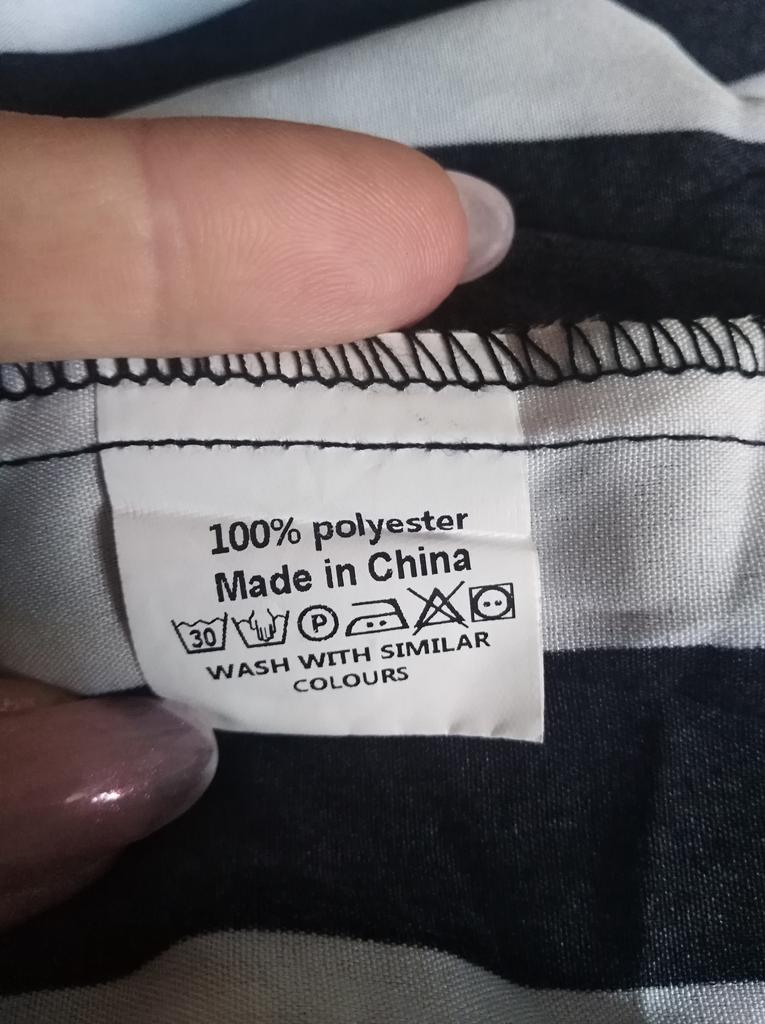 100% polyester
Made in China
30 P
WASH WITH SIMILAR
COLOURS